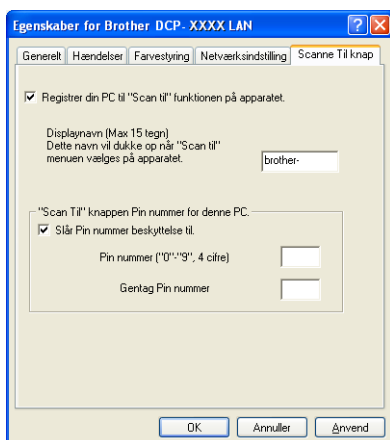 Egenskaber for Brother DCP-XXXX LAN
Generelt Hændelser Farvestyring Netværksindstilling Scanne Til knap
Registrer din PC til "Scan til" funktionen på apparatet.
Displaynavn (Max 15 tegn)
Dette navn vil dukke op når "Scan til"
menuen vælges på apparatet.
brother-
"Scan Til" knappen Pin nummer for denne PC.
Slår Pin nummer beskyttelse til.
Pin nummer ("0"-"9", 4 cifre)
Gentag Pin nummer
OK Annuller Anvend